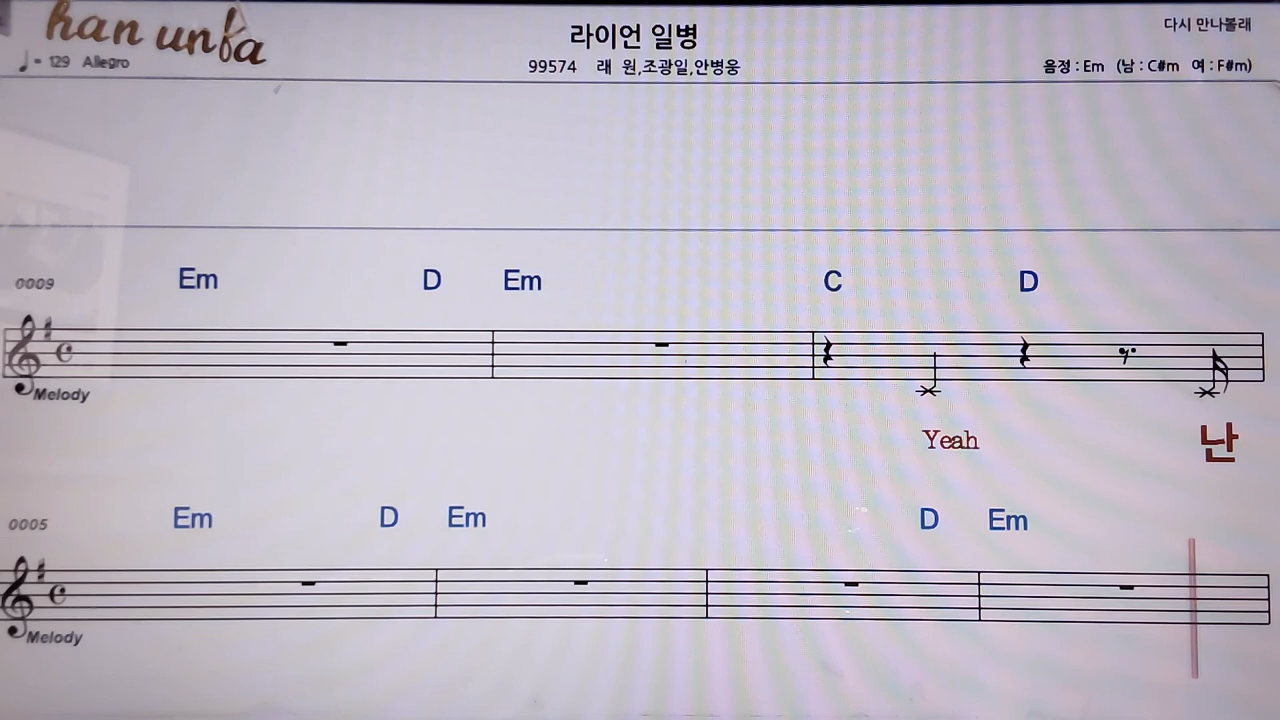 han unfa
라이언 일병
다시 만나볼래
♩= 129 Allegro
99574 래 원,조광일,안병웅
음정 : Em (남 : C#m 여 : F#m)
0009 Em D Em C D
Melody
Yeah 난
0005 Em D Em D Em
Melody